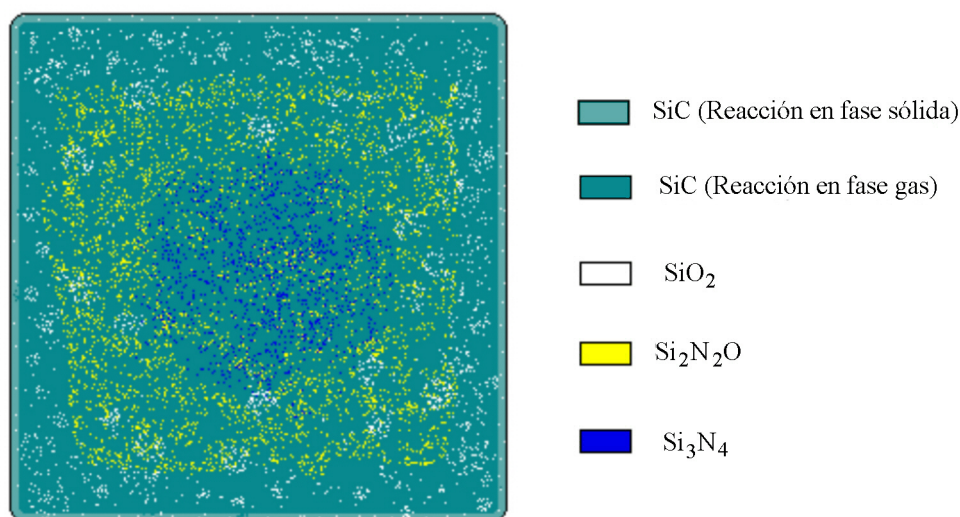 SiC (Reacción en fase sólida)
SiC (Reacción en fase gas)
SiO2
Si2N2O
Si3N4